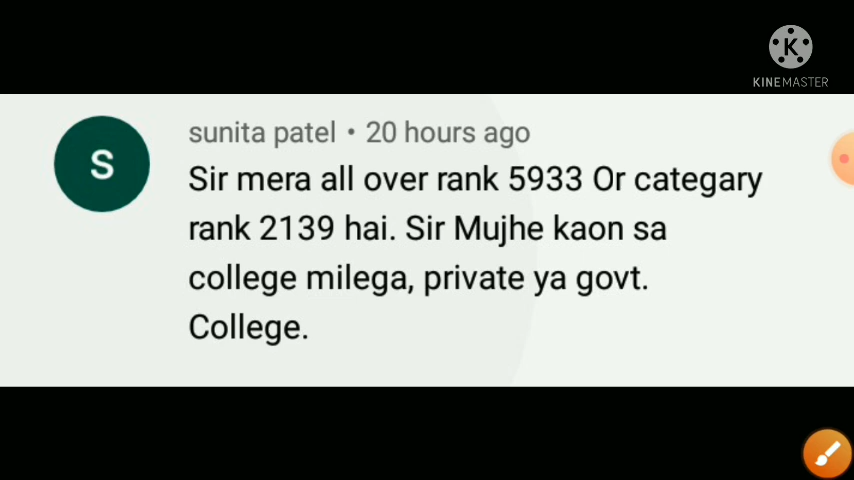 KINEMASTER
S
sunita patel • 20 hours ago
Sir mera all over rank 5933 Or categary
rank 2139 hai. Sir Mujhe kaon sa
college milega, private ya govt.
College.